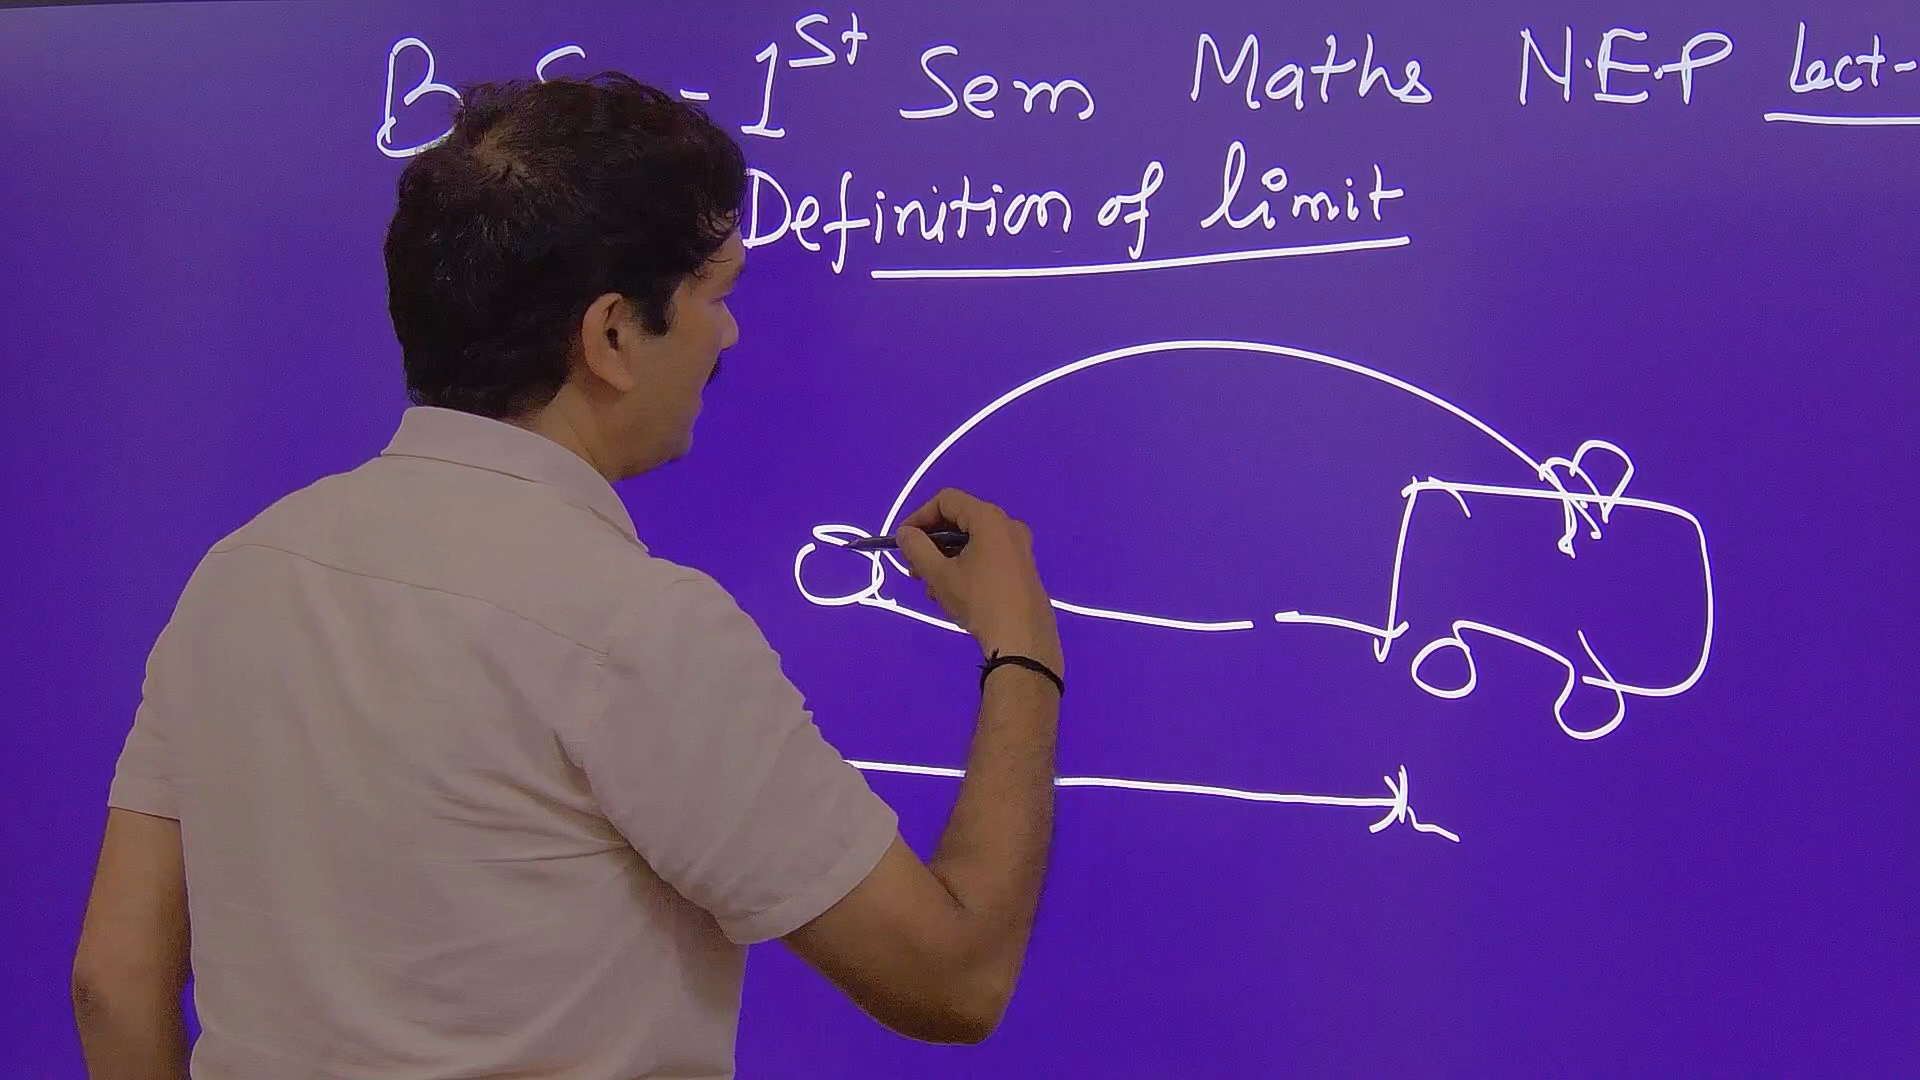 1st Sem Maths N.E.P Lect-
Definition of limit